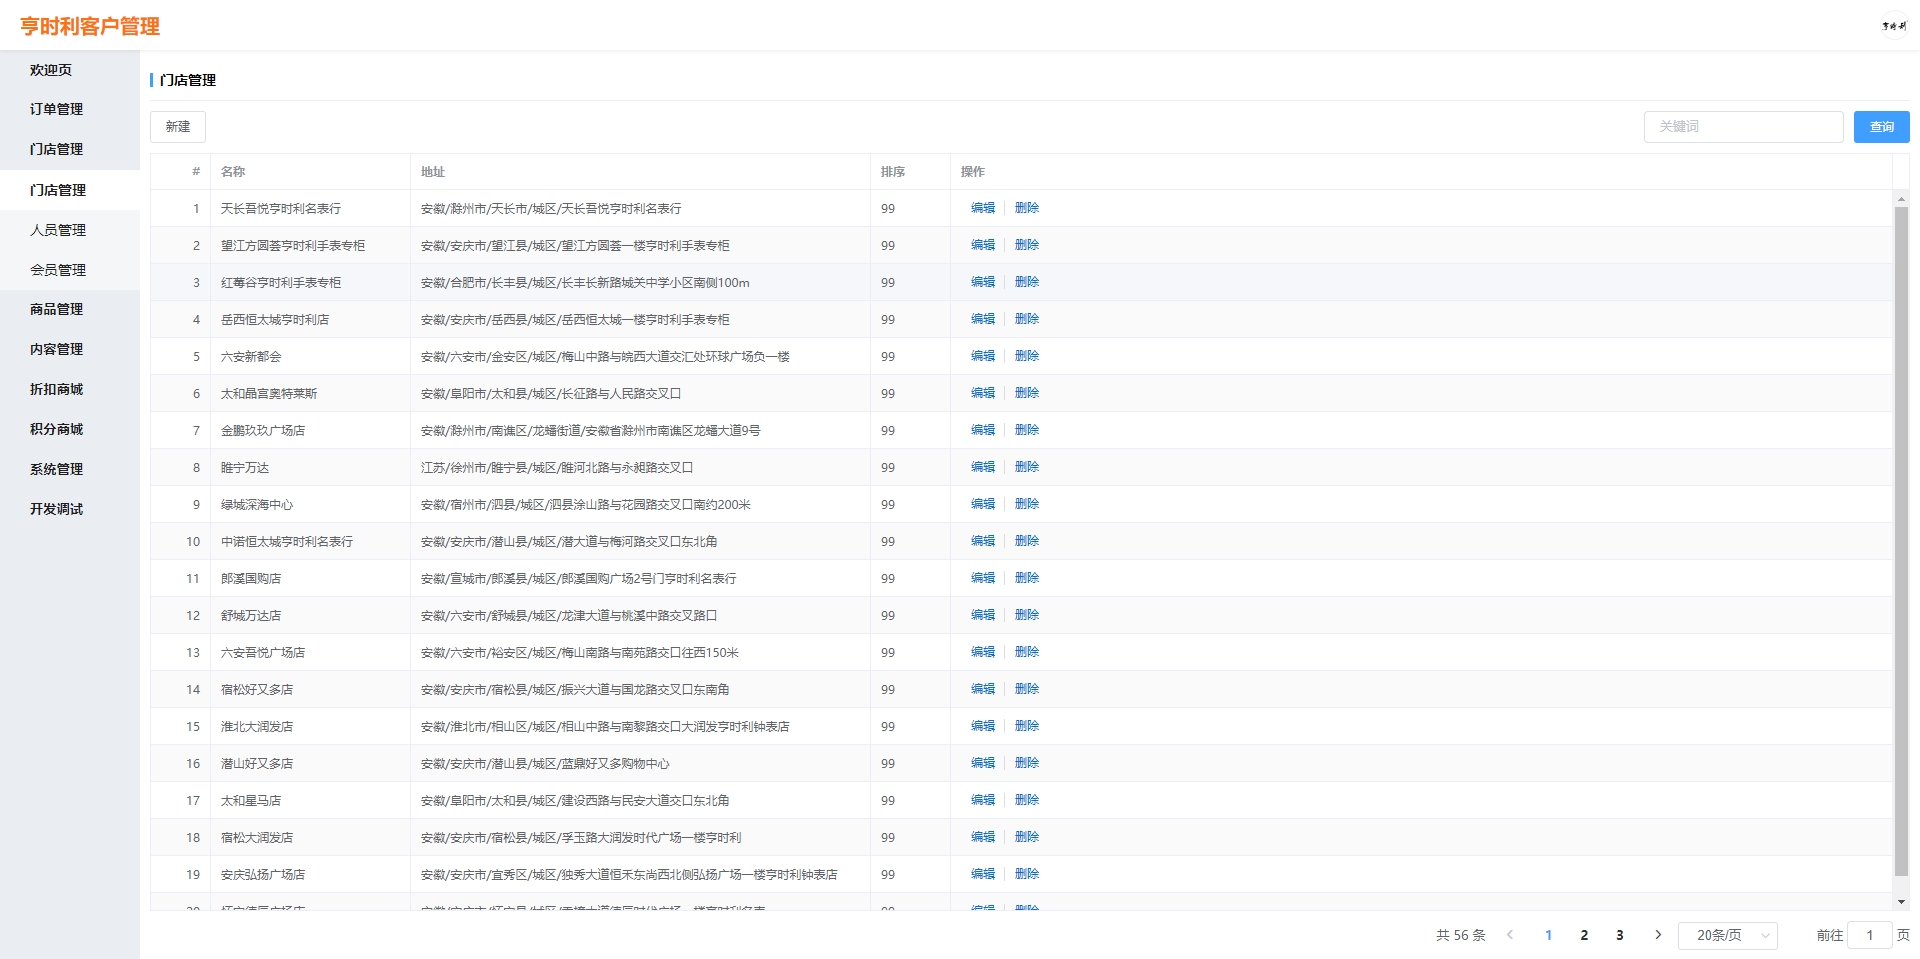 亨时利客户管理
亨时利
欢迎页
订单管理
门店管理
门店管理
人员管理
会员管理
商品管理
内容管理
折扣商城
积分商城
系统管理
开发调试
门店管理
新建 关键词 查询
# 名称 地址 排序 操作
1 天长吾悦亨时利名表行 安徽/滁州市/天长市/城区/天长吾悦亨时利名表行 99 编辑 删除
2 望江方圆荟亨时利手表专柜 安徽/安庆市/望江县/城区/望江方圆荟一楼亨时利手表专柜 99 编辑 删除
3 红莓谷亨时利手表专柜 安徽/合肥市/长丰县/城区/长丰长新路城关中学小区南侧100m 99 编辑 删除
4 岳西恒太城亨时利店 安徽/安庆市/岳西县/城区/岳西恒太城一楼亨时利手表专柜 99 编辑 删除
5 六安新都会 安徽/六安市/金安区/城区/梅山中路与皖西大道交汇处环球广场负一楼 99 编辑 删除
6 太和晶宫奥特莱斯 安徽/阜阳市/太和县/城区/长征路与人民路交叉口 99 编辑 删除
7 金鹏玖玖广场店 安徽/滁州市/南谯区/龙蟠街道/安徽省滁州市南谯区龙蟠大道9号 99 编辑 删除
8 睢宁万达 江苏/徐州市/睢宁县/城区/睢河北路与永昶路交叉口 99 编辑 删除
9 绿城深海中心 安徽/宿州市/泗县/城区/泗县涂山路与花园路交叉口南约200米 99 编辑 删除
10 中诺恒太城亨时利名表行 安徽/安庆市/潜山县/城区/潜大道与梅河路交叉口东北角 99 编辑 删除
11 郎溪国购店 安徽/宣城市/郎溪县/城区/郎溪国购广场2号门亨时利名表行 99 编辑 删除
12 舒城万达店 安徽/六安市/舒城县/城区/龙津大道与桃溪中路交叉路口 99 编辑 删除
13 六安吾悦广场店 安徽/六安市/裕安区/城区/梅山南路与南苑路交口往西150米 99 编辑 删除
14 宿松好又多店 安徽/安庆市/宿松县/城区/振兴大道与国龙路交叉口东南角 99 编辑 删除
15 淮北大润发店 安徽/淮北市/相山区/城区/相山中路与南黎路交口大润发亨时利钟表店 99 编辑 删除
16 潜山好又多店 安徽/安庆市/潜山县/城区/蓝鼎好又多购物中心 99 编辑 删除
17 太和星马店 安徽/阜阳市/太和县/城区/建设西路与民安大道交口东北角 99 编辑 删除
18 宿松大润发店 安徽/安庆市/宿松县/城区/孚玉路大润发时代广场一楼亨时利 99 编辑 删除
19 安庆弘扬广场店 安徽/安庆市/宜秀区/城区/独秀大道恒禾东尚西北侧弘扬广场一楼亨时利钟表店 99 编辑 删除
共 56 条 1 2 3 20条/页 前往 1 页